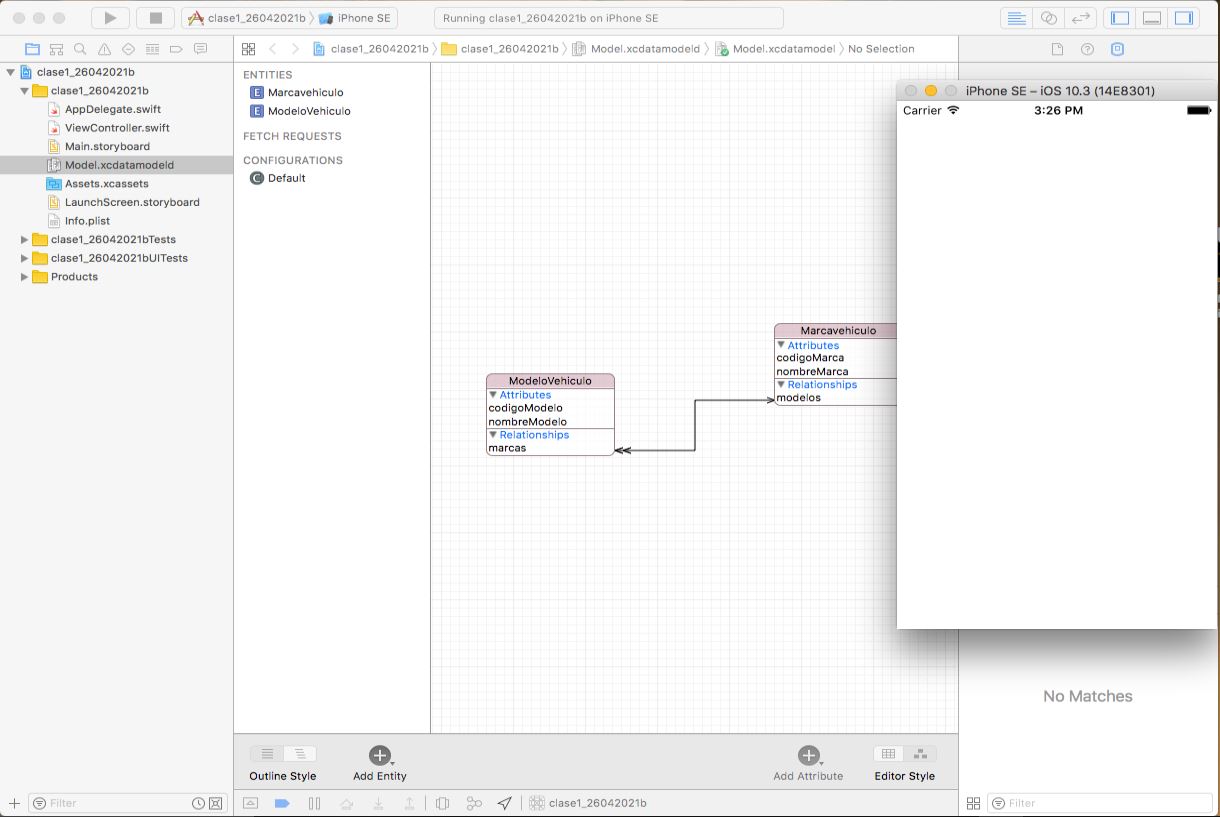 clase1_26042021b
iPhone SE
Running clase1_26042021b on iPhone SE
clase1_26042021b
clase1_26042021b
Model.xcdatamodeld
Model.xcdatamodel
No Selection
clase1_26042021b
clase1_26042021b
AppDelegate.swift
ViewController.swift
Main.storyboard
Model.xcdatamodeld
Assets.xcassets
LaunchScreen.storyboard
Info.plist
clase1_26042021bTests
clase1_26042021bUITests
Products
ENTITIES
E Marcavehiculo
E ModeloVehiculo
FETCH REQUESTS
CONFIGURATIONS
C Default
ModeloVehiculo
Attributes
codigoModelo
nombreModelo
Relationships
marcas
Marcavehiculo
Attributes
codigoMarca
nombreMarca
Relationships
modelos
iPhone SE – iOS 10.3 (14E8301)
Carrier
3:26 PM
No Matches
Outline Style
Add Entity
Add Attribute
Editor Style
Filter
clase1_26042021b
Filter